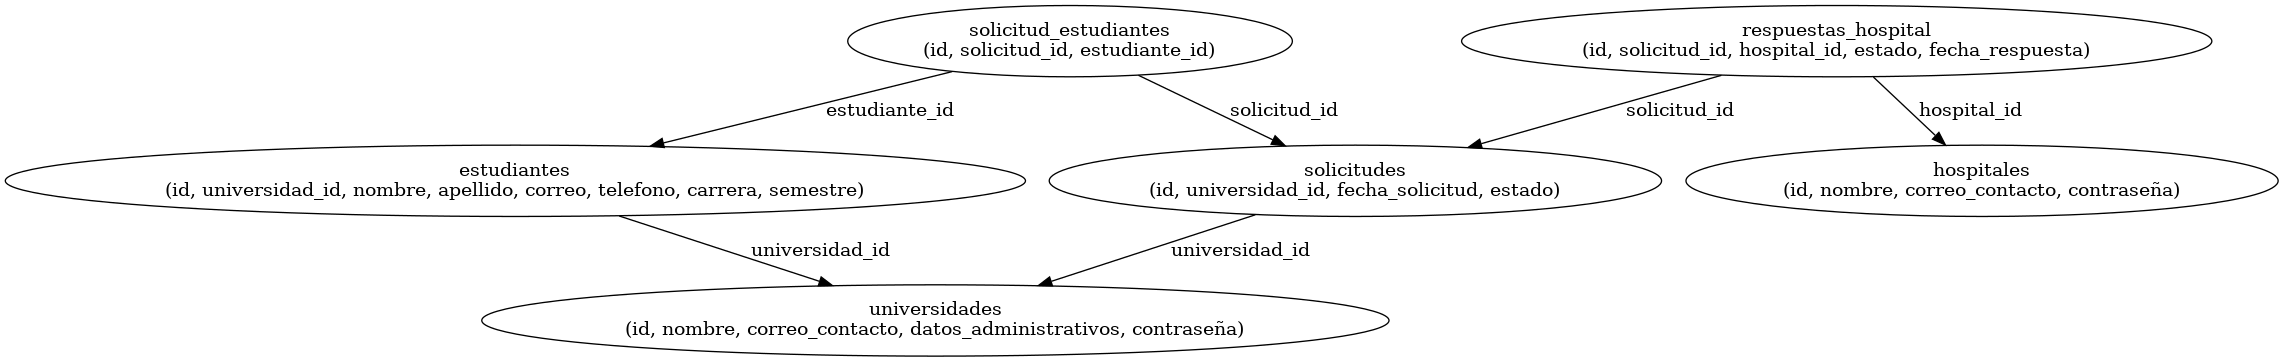 solicitud_estudiantes
(id, solicitud_id, estudiante_id)
respuestas_hospital
(id, solicitud_id, hospital_id, estado, fecha_respuesta)
estudiante_id
solicitud_id
solicitud_id
hospital_id
estudiantes
(id, universidad_id, nombre, apellido, correo, telefono, carrera, semestre)
solicitudes
(id, universidad_id, fecha_solicitud, estado)
hospitales
(id, nombre, correo_contacto, contraseña)
universidad_id
universidad_id
universidades
(id, nombre, correo_contacto, datos_administrativos, contraseña)